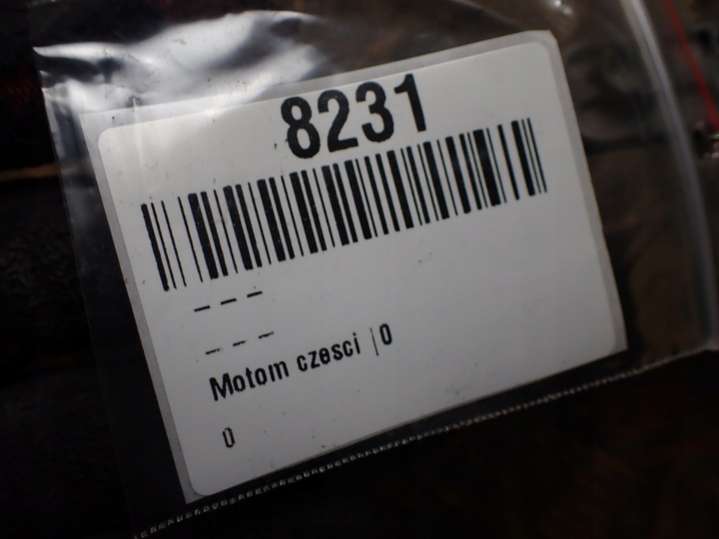 8231
---
---
Motom czesci |0
0